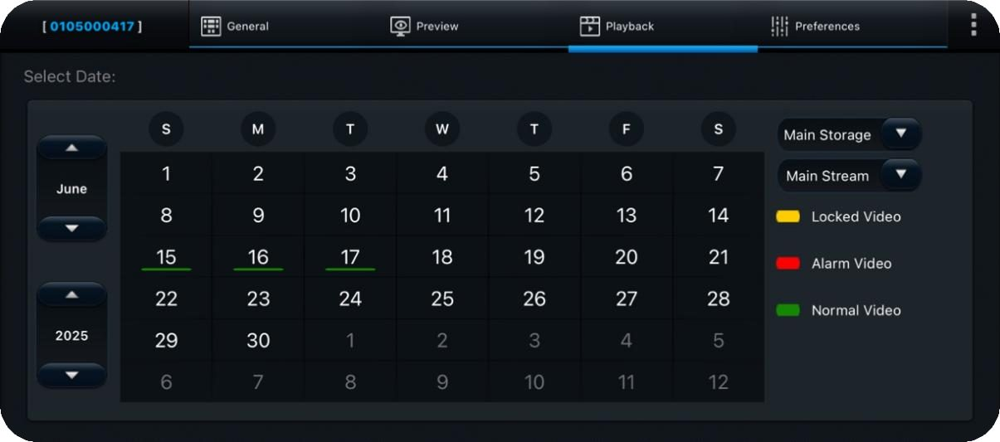 [ 0105000417 ] General Preview Playback Preferences
Select Date:
S M T W T F S
June
2025
1 2 3 4 5 6 7
8 9 10 11 12 13 14
15 16 17 18 19 20 21
22 23 24 25 26 27 28
29 30 1 2 3 4 5
6 7 8 9 10 11 12
Main Storage
Main Stream
Locked Video
Alarm Video
Normal Video